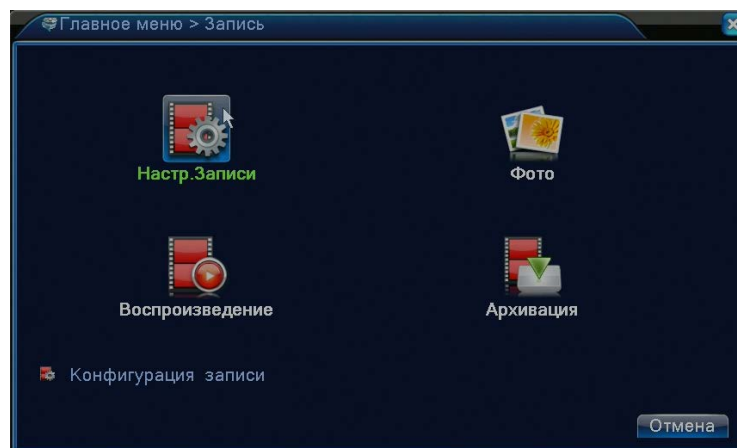 Главное меню > Запись
Настр.Записи
Фото
Воспроизведение
Архивация
Конфигурация записи
Отмена